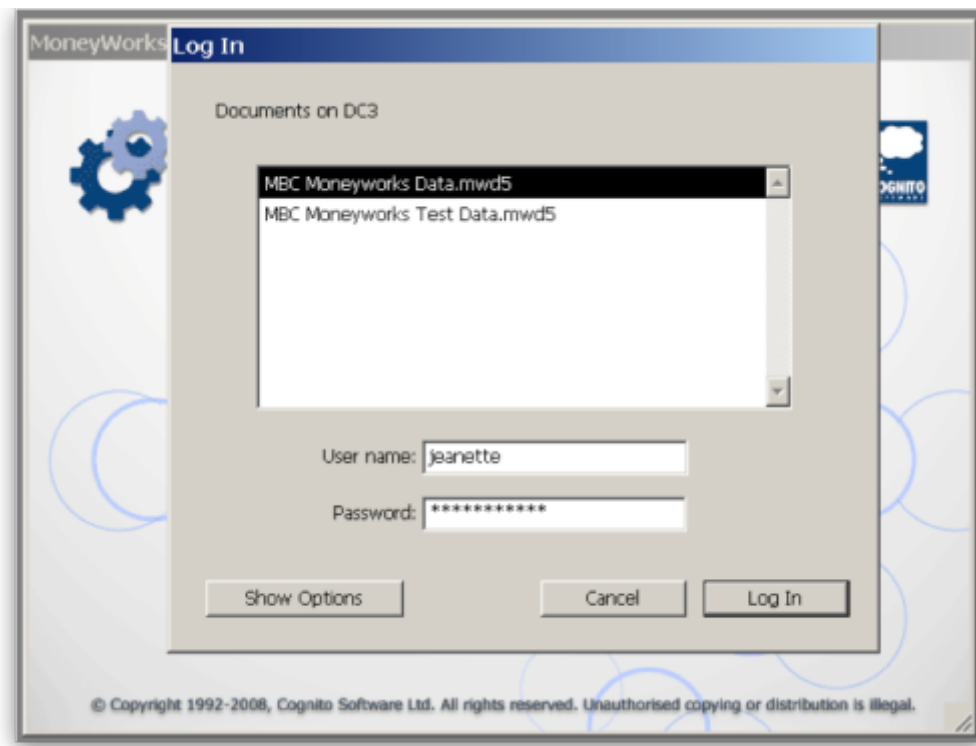 MoneyWorks
Log In
Documents on DC3
MBC Moneyworks Data.mwd5
MBC Moneyworks Test Data.mwd5
User name: jeanette
Password: ***********
Show Options
Cancel
Log In
© Copyright 1992-2008, Cognito Software Ltd. All rights reserved. Unauthorised copying or distribution is illegal.